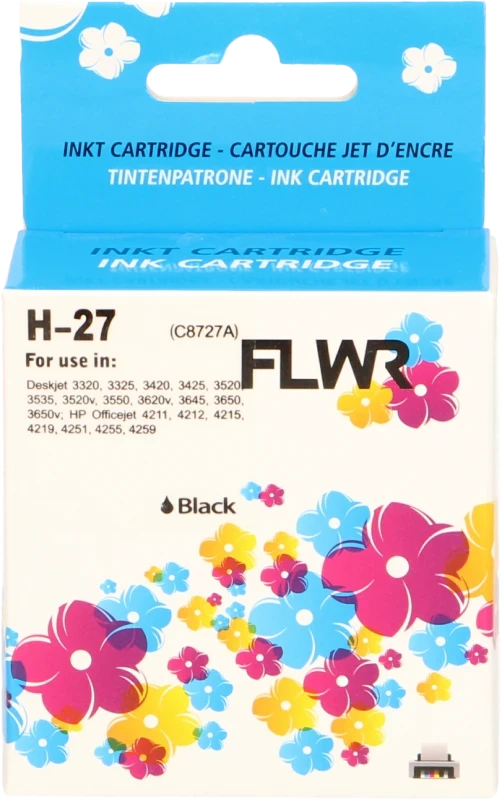 INKT CARTRIDGE - CARTOUCHE JET D'ENCRE
TINTENPATRONE - INK CARTRIDGE
INKT CARTRIDGE
INK CARTRIDGE
H-27 (C8727A)
FLWR
For use in:
Deskjet 3320, 3325, 3420, 3425, 3520
3535, 3520v, 3550, 3620v, 3645, 3650,
3650v; HP Officejet 4211, 4212, 4215,
4219, 4251, 4255, 4259
Black